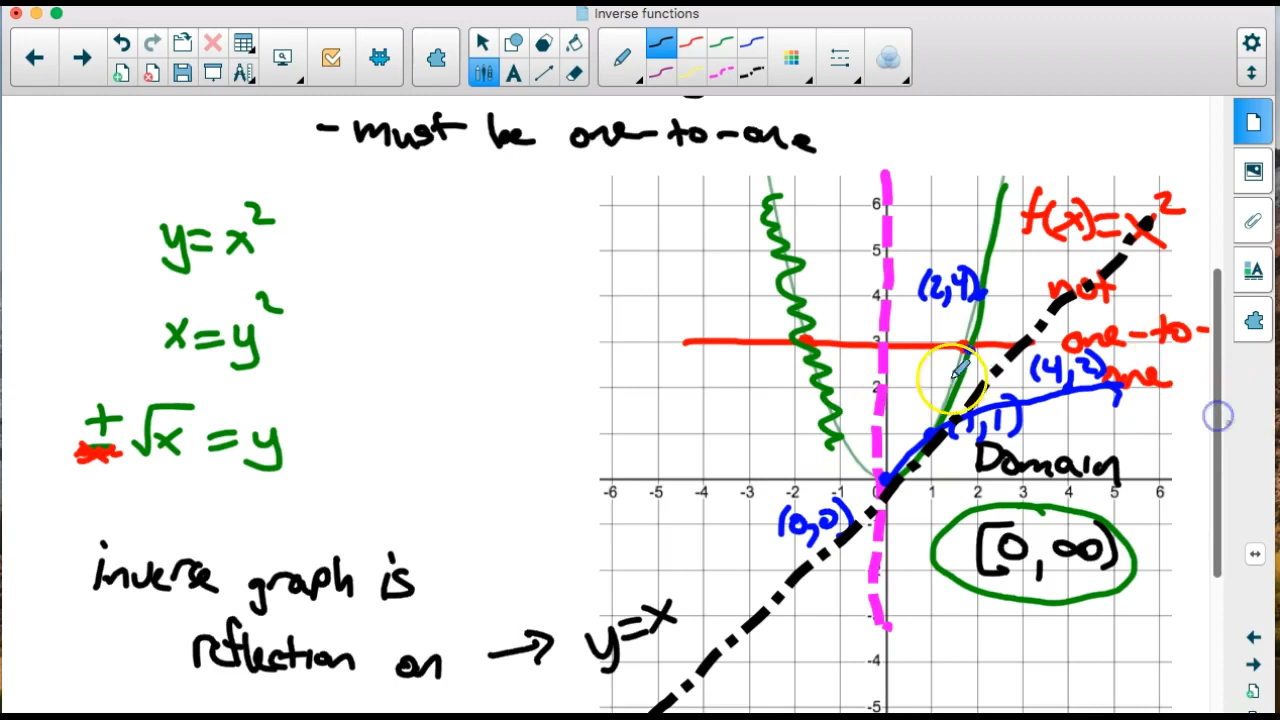 Inverse functions
- must be one-to-one
y = x²
x = y²
± √x = y
inverse graph is
reflection on → y=x
f(x)=x²
not
one-to-
one
(2,4)
(4,2)
(1,1)
(0,0)
Domain
[0, ∞)
6
5
4
3
2
-4
-5
-6 -5 -4 -3 -2 -1 0 1 2 3 4 5 6